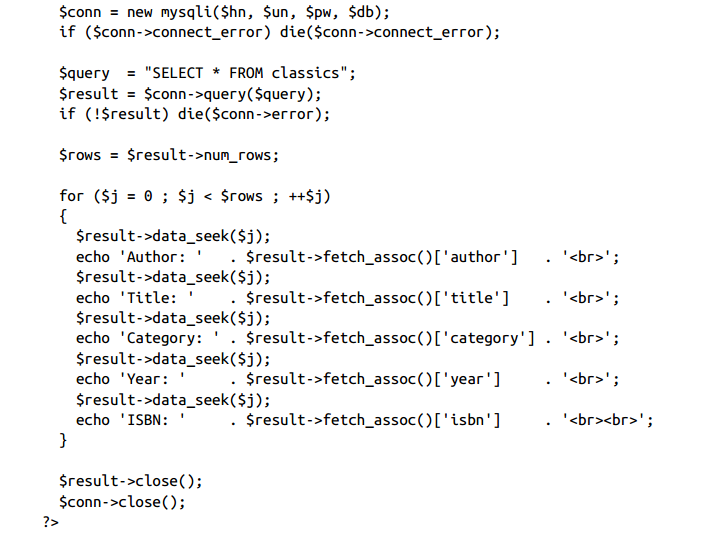 $conn = new mysqli($hn, $un, $pw, $db);
if ($conn->connect_error) die($conn->connect_error);
$query  = "SELECT * FROM classics";
$result = $conn->query($query);
if (!$result) die($conn->error);
$rows = $result->num_rows;
for ($j = 0 ; $j < $rows ; ++$j)
{
  $result->data_seek($j);
  echo 'Author: '   . $result->fetch_assoc()['author']   . '<br>';
  $result->data_seek($j);
  echo 'Title: '    . $result->fetch_assoc()['title']    . '<br>';
  $result->data_seek($j);
  echo 'Category: ' . $result->fetch_assoc()['category'] . '<br>';
  $result->data_seek($j);
  echo 'Year: '     . $result->fetch_assoc()['year']     . '<br>';
  $result->data_seek($j);
  echo 'ISBN: '     . $result->fetch_assoc()['isbn']     . '<br><br>';
}
$result->close();
$conn->close();
?>